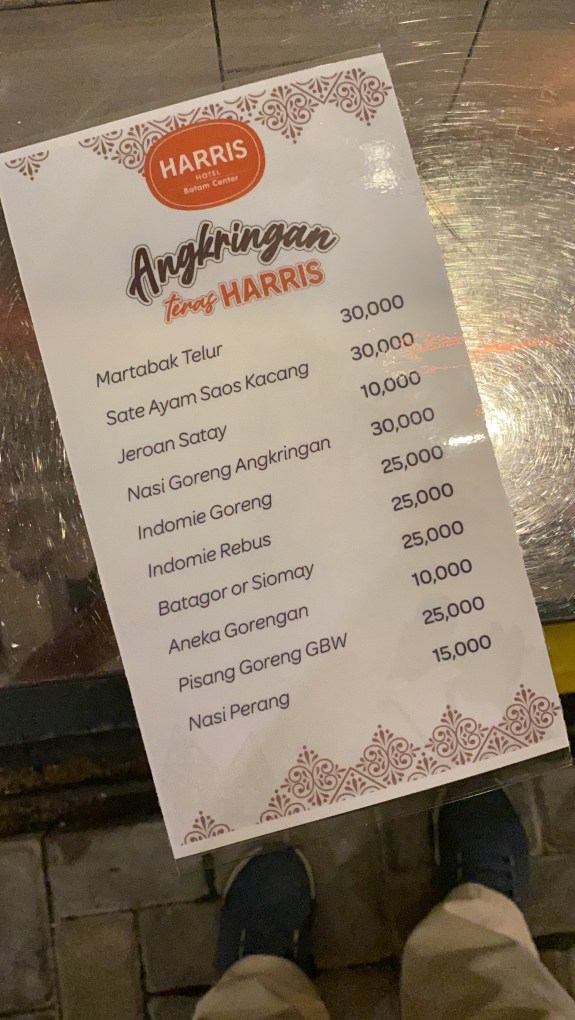 HARRIS
HOTEL
Batam Center
Angkringan
teras HARRIS
Martabak Telur 30,000
Sate Ayam Saos Kacang 30,000
Jeroan Satay 10,000
Nasi Goreng Angkringan 30,000
Indomie Goreng 25,000
Indomie Rebus 25,000
Batagor or Siomay 25,000
Aneka Gorengan 10,000
Pisang Goreng GBW 25,000
Nasi Perang 15,000